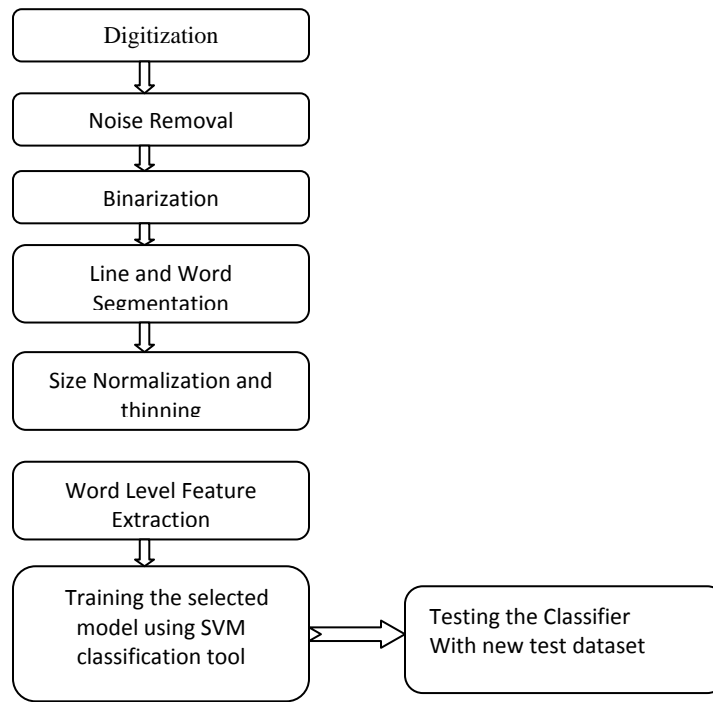 Digitization
Noise Removal
Binarization
Line and Word
Segmentation
Size Normalization and
thinning
Word Level Feature
Extraction
Training the selected
model using SVM
classification tool
Testing the Classifier
With new test dataset